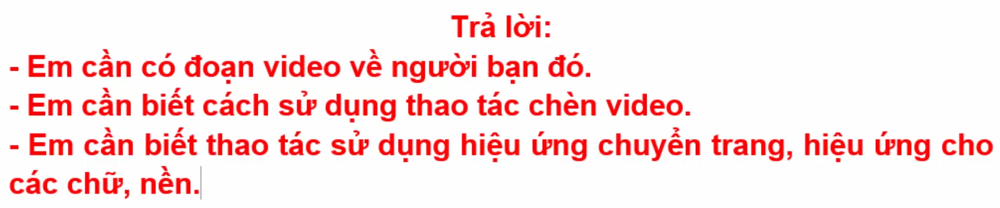 Trả lời:
- Em cần có đoạn video về người bạn đó.
- Em cần biết cách sử dụng thao tác chèn video.
- Em cần biết thao tác sử dụng hiệu ứng chuyển trang, hiệu ứng cho
các chữ, nền.